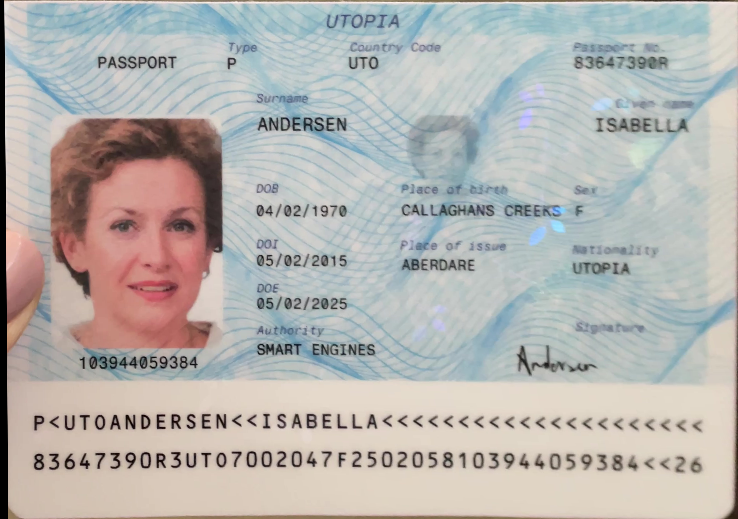 UTOPIA
Type Country Code Passport No.
PASSPORT P UTO 83647390R
Surname Given name
ANDERSEN ISABELLA
DOB Place of birth Sex
04/02/1970 CALLAGHANS CREEKS F
DOI Place of issue Nationality
05/02/2015 ABERDARE UTOPIA
DOE
05/02/2025
Authority Signature
SMART ENGINES Andersen
103944059384
P<UTOANDERSEN<<ISABELLA<<<<<<<<<<<<<<<<<<<<<
83647390R3UTO7002047F2502058103944059384<<26